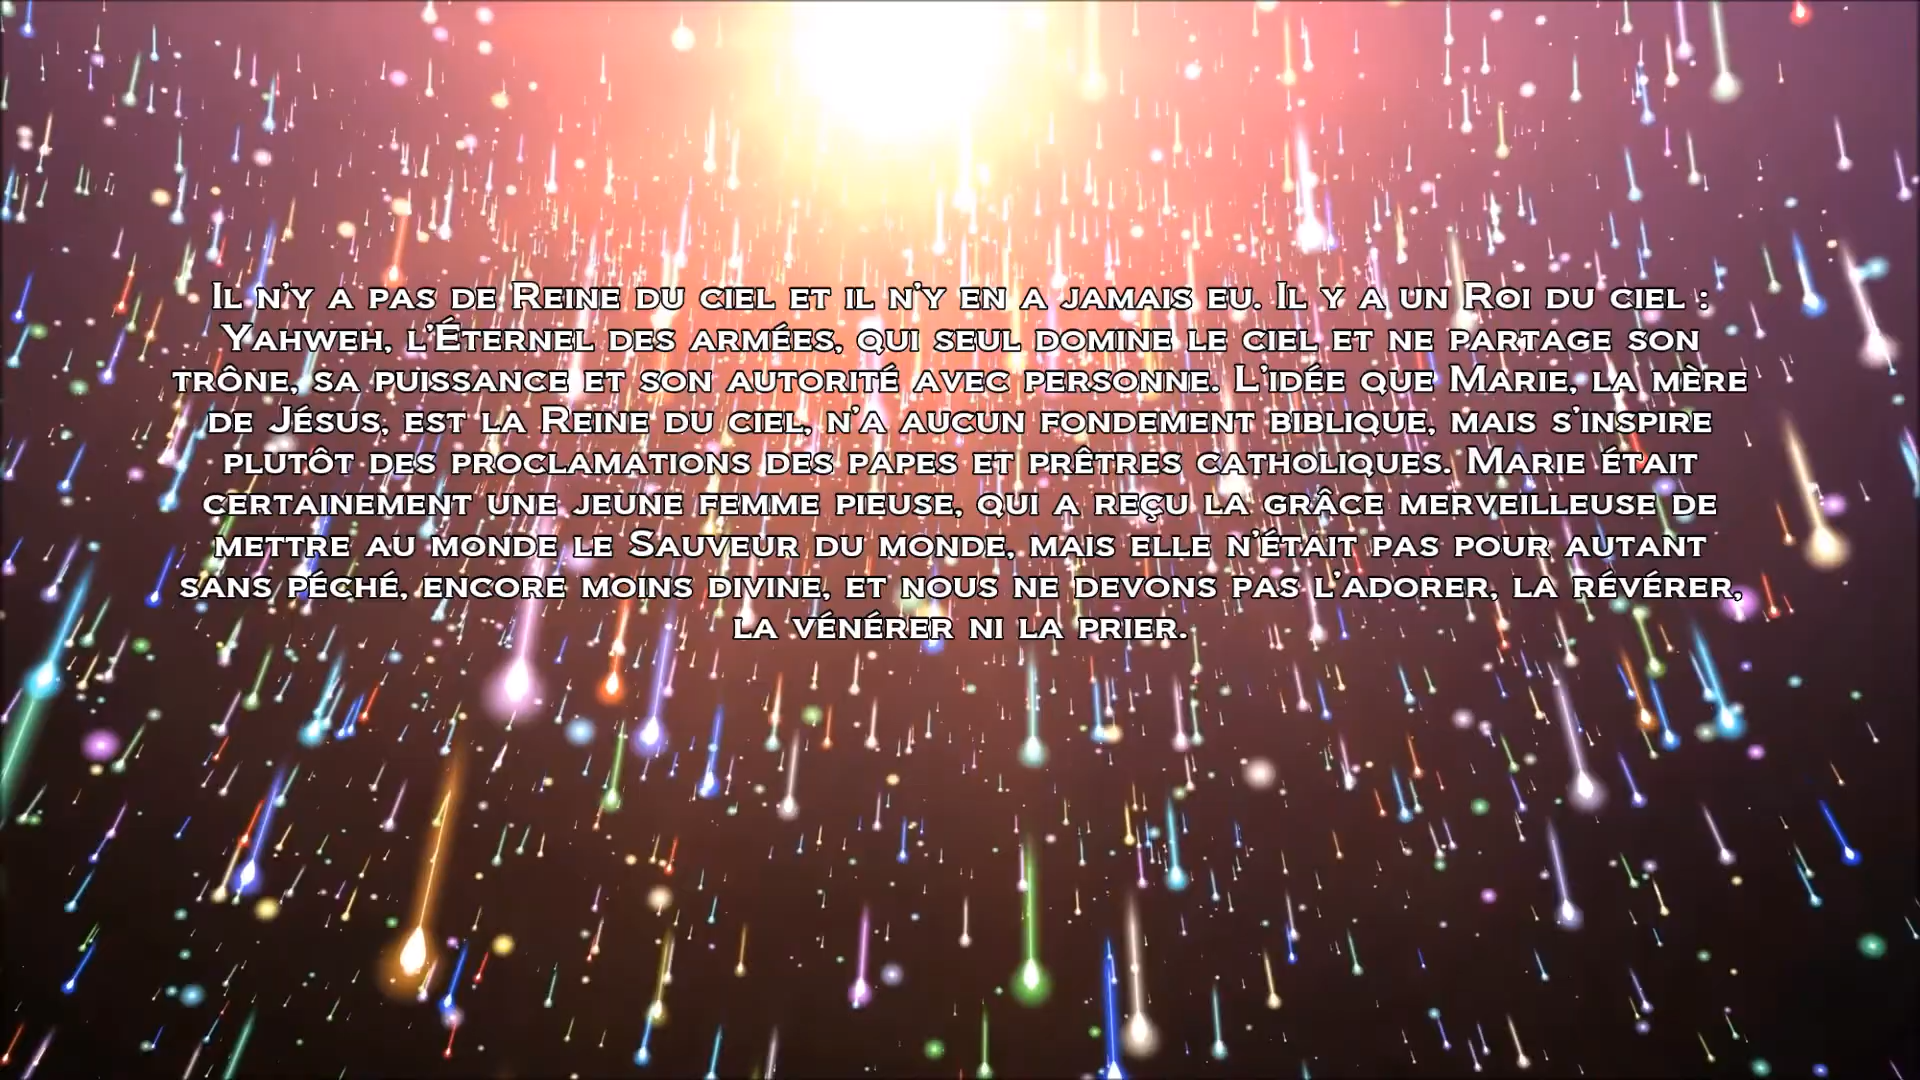 Il n'y a pas de Reine du ciel et il n'y en a jamais eu. Il y a un Roi du ciel :
Yahweh, l'Éternel des armées, qui seul domine le ciel et ne partage son
trône, sa puissance et son autorité avec personne. L'idée que Marie, la mère
de Jésus, est la Reine du ciel, n'a aucun fondement biblique, mais s'inspire
plutôt des proclamations des papes et prêtres catholiques. Marie était
certainement une jeune femme pieuse, qui a reçu la grâce merveilleuse de
mettre au monde le Sauveur du monde, mais elle n'était pas pour autant
sans péché, encore moins divine, et nous ne devons pas l'adorer, la révérer,
la vénérer ni la prier.